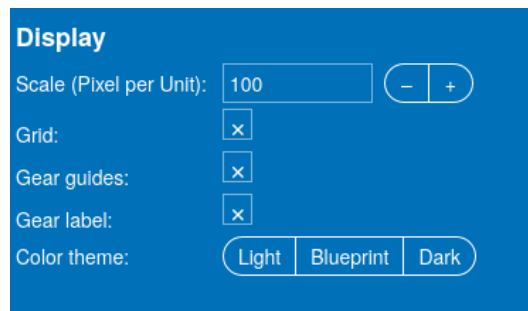 Display
Scale (Pixel per Unit): 100 – +
Grid: ×
Gear guides: ×
Gear label: ×
Color theme: Light Blueprint Dark